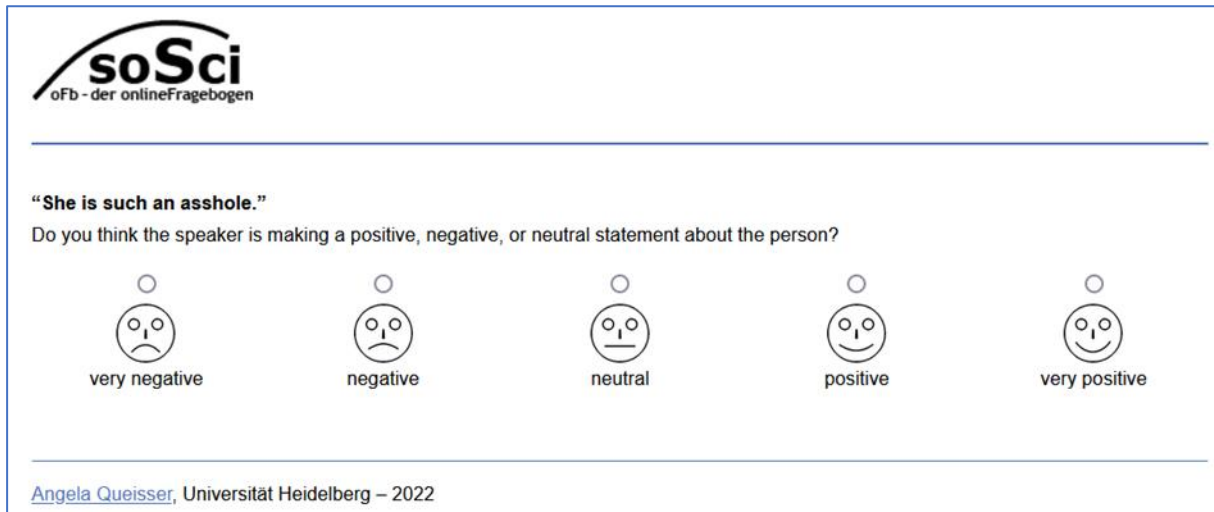 soSci
oFb - der onlineFragebogen
“She is such an asshole.”
Do you think the speaker is making a positive, negative, or neutral statement about the person?
very negative negative neutral positive very positive
Angela Queisser, Universität Heidelberg – 2022